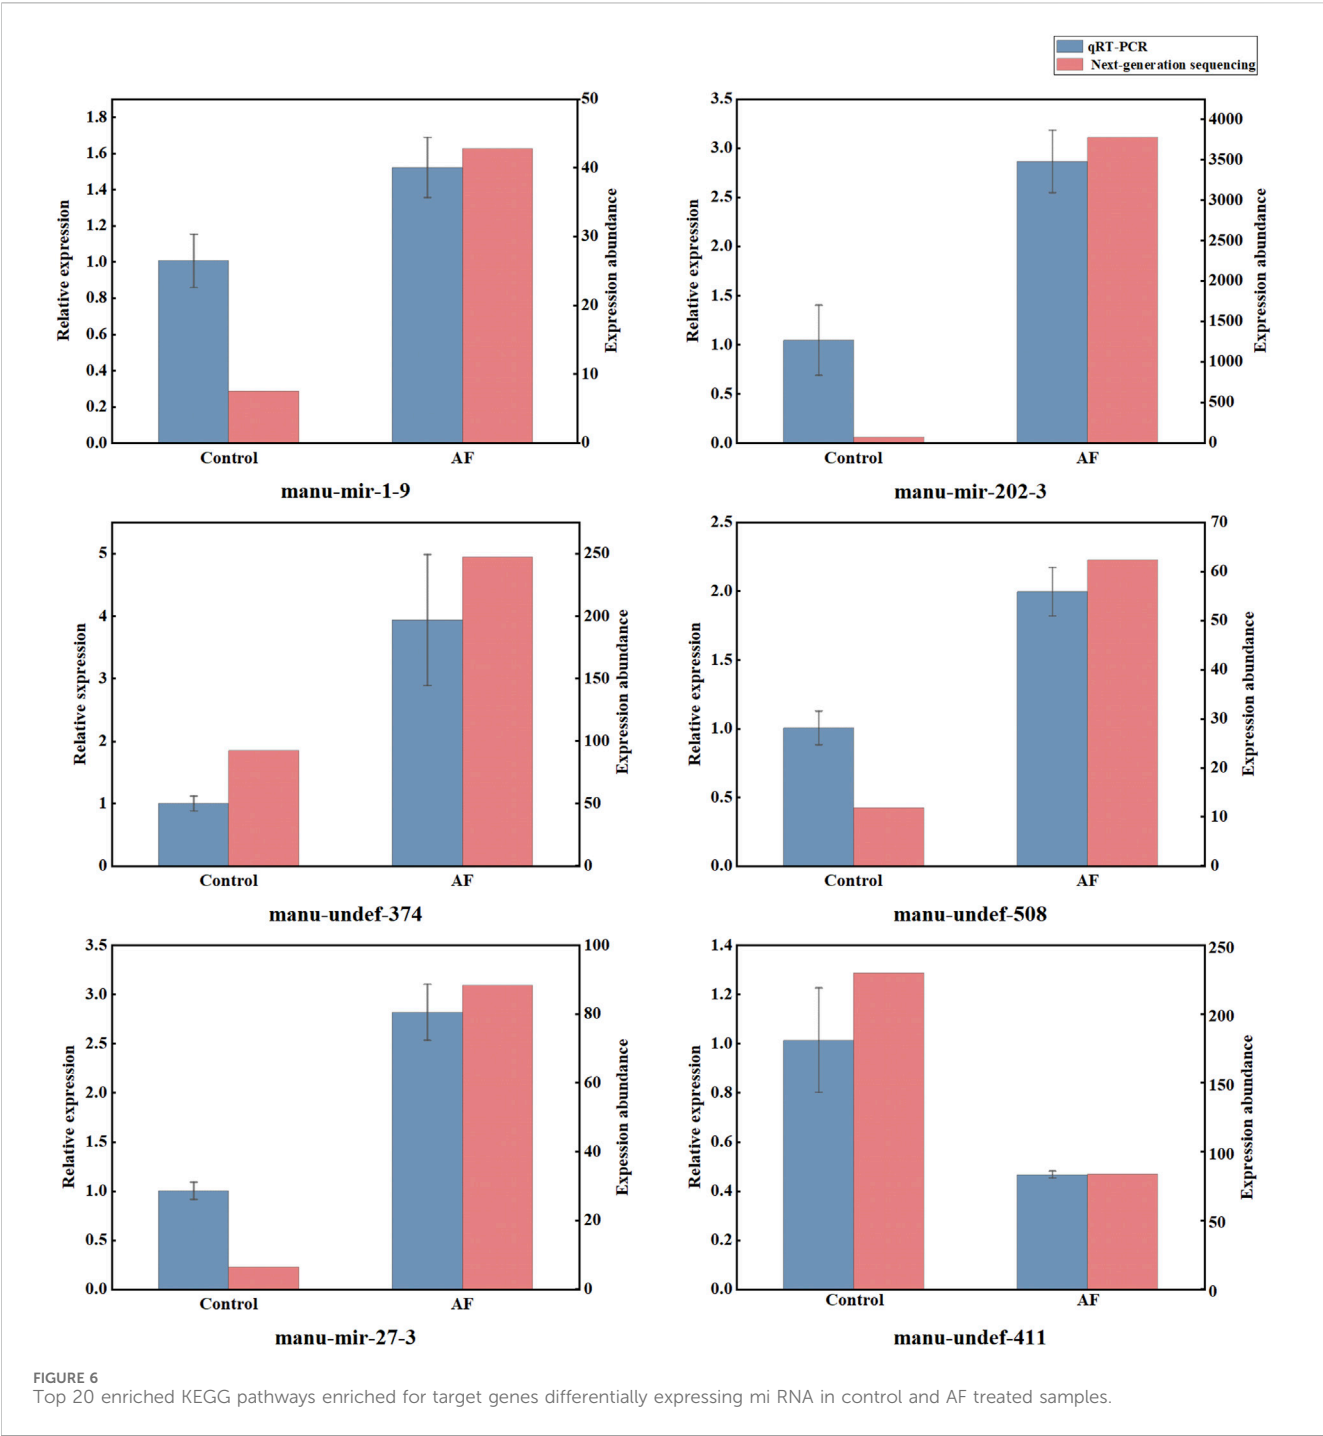 qRT-PCR
Next-generation sequencing
1.8
1.6
1.4
1.2
1.0
0.8
0.6
0.4
0.2
0.0
Relative expression
50
40
30
20
10
0
Expression abundance
Control
AF
manu-mir-1-9
3.5
3.0
2.5
2.0
1.5
1.0
0.5
0.0
Relative expression
4000
3500
3000
2500
2000
1500
1000
500
0
Expression abundance
Control
AF
manu-mir-202-3
5
4
3
2
1
0
Relative sxpression
250
200
150
100
50
0
Expression abundance
Control
AF
manu-undef-374
2.5
2.0
1.5
1.0
0.5
0.0
Relative expression
70
60
50
40
30
20
10
0
Expression abundance
Control
AF
manu-undef-508
3.5
3.0
2.5
2.0
1.5
1.0
0.5
0.0
Relative expression
100
80
60
40
20
0
Expession abundance
Control
AF
manu-mir-27-3
1.4
1.2
1.0
0.8
0.6
0.4
0.2
0.0
Relative expression
250
200
150
100
50
0
Expression abundance
Control
AF
manu-undef-411
FIGURE 6
Top 20 enriched KEGG pathways enriched for target genes differentially expressing mi RNA in control and AF treated samples.